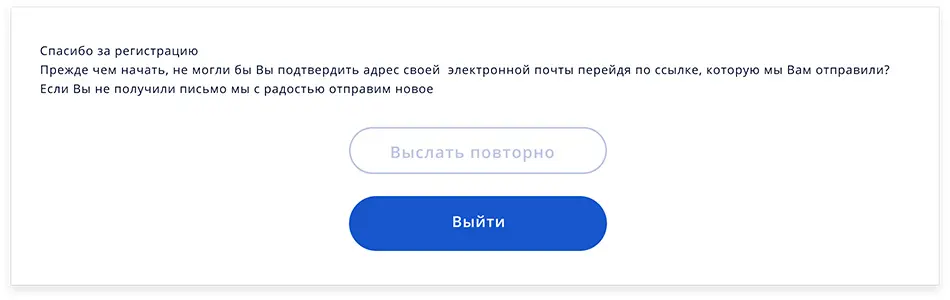 Спасибо за регистрацию
Прежде чем начать, не могли бы Вы подтвердить адрес своей  электронной почты перейдя по ссылке, которую мы Вам отправили?
Если Вы не получили письмо мы с радостью отправим новое
Выслать повторно
Выйти